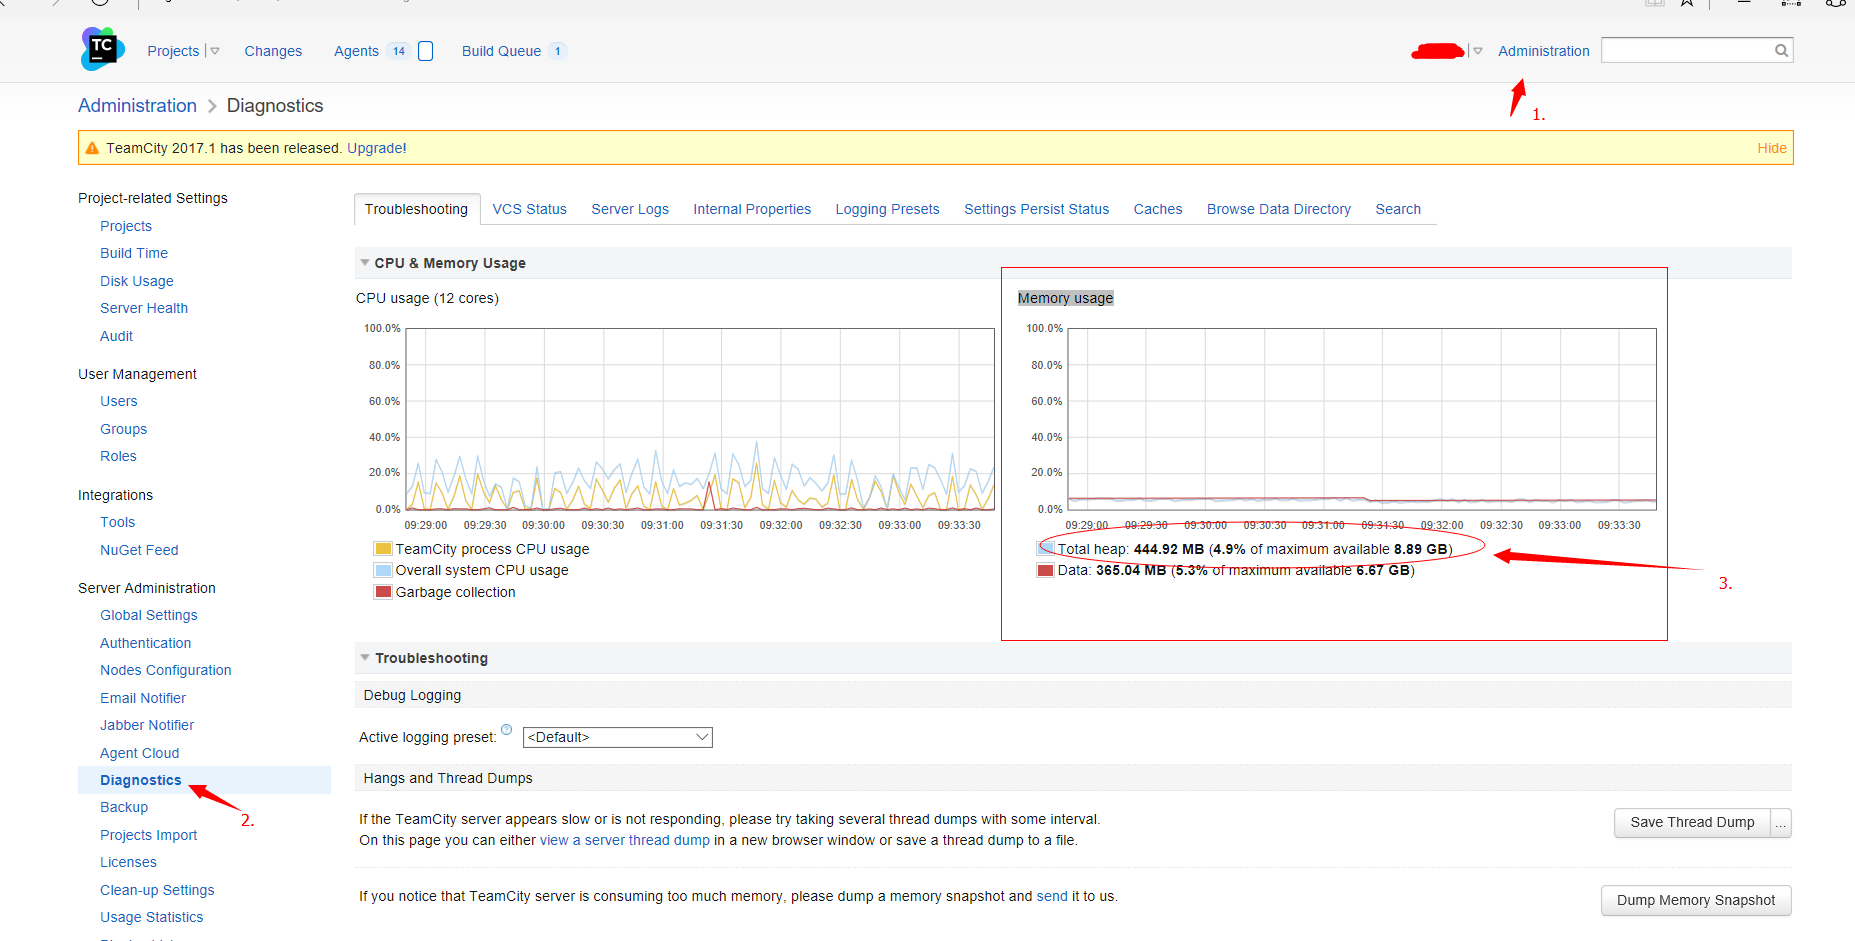 TC
Projects
Changes
Agents 14
Build Queue 1
Administration
1.
Administration > Diagnostics
TeamCity 2017.1 has been released. Upgrade!
Hide
Project-related Settings
Projects
Build Time
Disk Usage
Server Health
Audit
User Management
Users
Groups
Roles
Integrations
Tools
NuGet Feed
Server Administration
Global Settings
Authentication
Nodes Configuration
Email Notifier
Jabber Notifier
Agent Cloud
Diagnostics
2.
Backup
Projects Import
Licenses
Clean-up Settings
Usage Statistics
Troubleshooting VCS Status Server Logs Internal Properties Logging Presets Settings Persist Status Caches Browse Data Directory Search
CPU & Memory Usage
CPU usage (12 cores)
100.0%
80.0%
60.0%
40.0%
20.0%
0.0%
09:29:00 09:29:30 09:30:00 09:30:30 09:31:00 09:31:30 09:32:00 09:32:30 09:33:00 09:33:30
TeamCity process CPU usage
Overall system CPU usage
Garbage collection
Memory usage
100.0%
80.0%
60.0%
40.0%
20.0%
0.0%
09:29:00 09:29:30 09:30:00 09:30:30 09:31:00 09:31:30 09:32:00 09:32:30 09:33:00 09:33:30
Total heap: 444.92 MB (4.9% of maximum available 8.89 GB)
Data: 365.04 MB (5.3% of maximum available 6.67 GB)
3.
Troubleshooting
Debug Logging
Active logging preset: ? <Default>
Hangs and Thread Dumps
If the TeamCity server appears slow or is not responding, please try taking several thread dumps with some interval.
On this page you can either view a server thread dump in a new browser window or save a thread dump to a file.
Save Thread Dump ...
If you notice that TeamCity server is consuming too much memory, please dump a memory snapshot and send it to us.
Dump Memory Snapshot